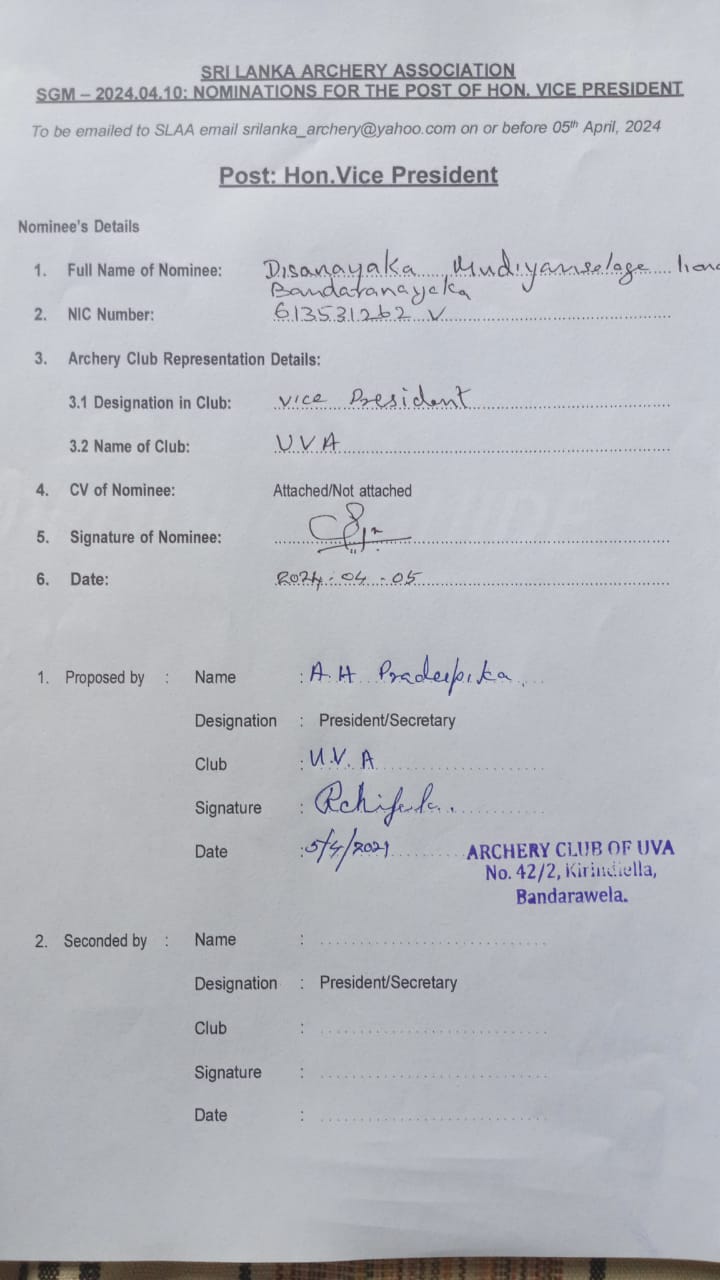 SRI LANKA ARCHERY ASSOCIATION
SGM – 2024.04.10: NOMINATIONS FOR THE POST OF HON. VICE PRESIDENT
To be emailed to SLAA email srilanka_archery@yahoo.com on or before 05th April, 2024
Post: Hon.Vice President
Nominee's Details
1. Full Name of Nominee: Disanayaka Mudiyanselage
Bandaranayaka
2. NIC Number: 613531262 V
3. Archery Club Representation Details:
3.1 Designation in Club: Vice President
3.2 Name of Club: UVA
4. CV of Nominee: Attached/Not attached
5. Signature of Nominee:
6. Date: 2024-04-05
1. Proposed by : Name : A.H Pradeepika
Designation : President/Secretary
Club : U.V.A
Signature :
Date : 5/4/2021
ARCHERY CLUB OF UVA
No. 42/2, Kirindiella,
Bandarawela.
2. Seconded by : Name :
Designation : President/Secretary
Club :
Signature :
Date :